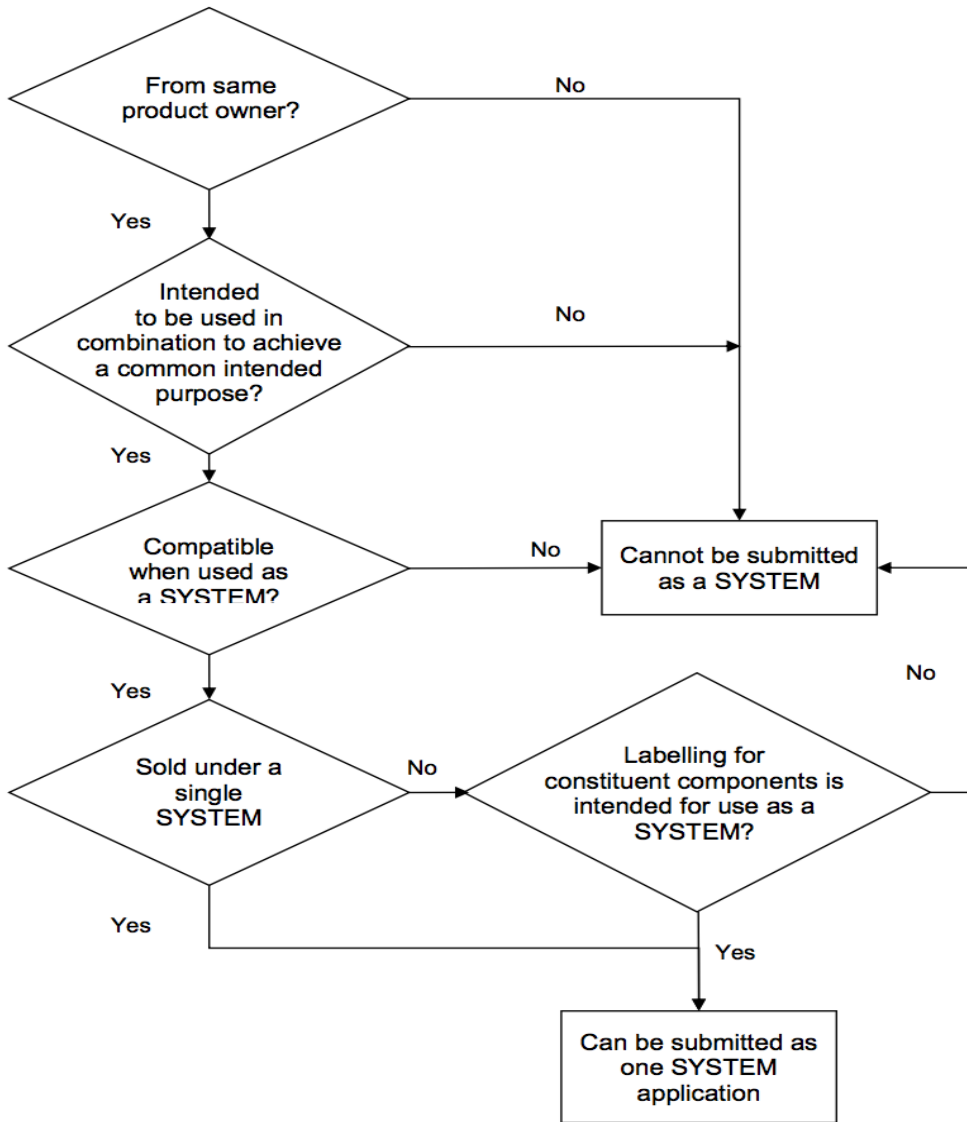 From same
product owner?
No
Yes
Intended
to be used in
combination to achieve
a common intended
purpose?
No
Yes
Compatible
when used as
a SYSTEM?
No
Cannot be submitted
as a SYSTEM
Yes
No
Sold under a
single
SYSTEM
No
Labelling for
constituent components is
intended for use as a
SYSTEM?
Yes
Yes
Can be submitted as
one SYSTEM
application